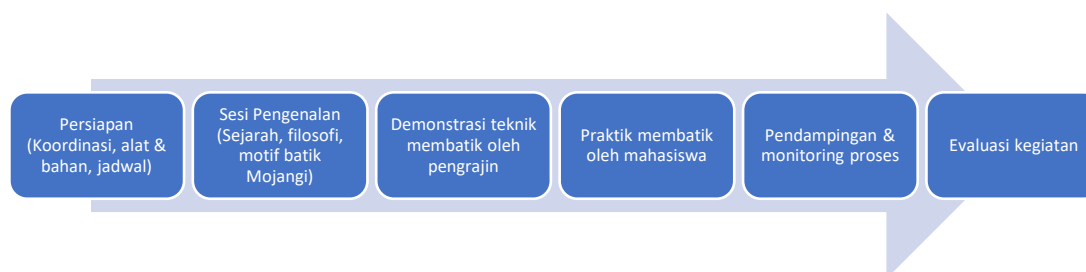 Persiapan
(Koordinasi, alat &
bahan, jadwal)
Sesi Pengenalan
(Sejarah, filosofi,
motif batik
Mojangi)
Demonstrasi teknik
membatik oleh
pengrajin
Praktik membatik
oleh mahasiswa
Pendampingan &
monitoring proses
Evaluasi kegiatan